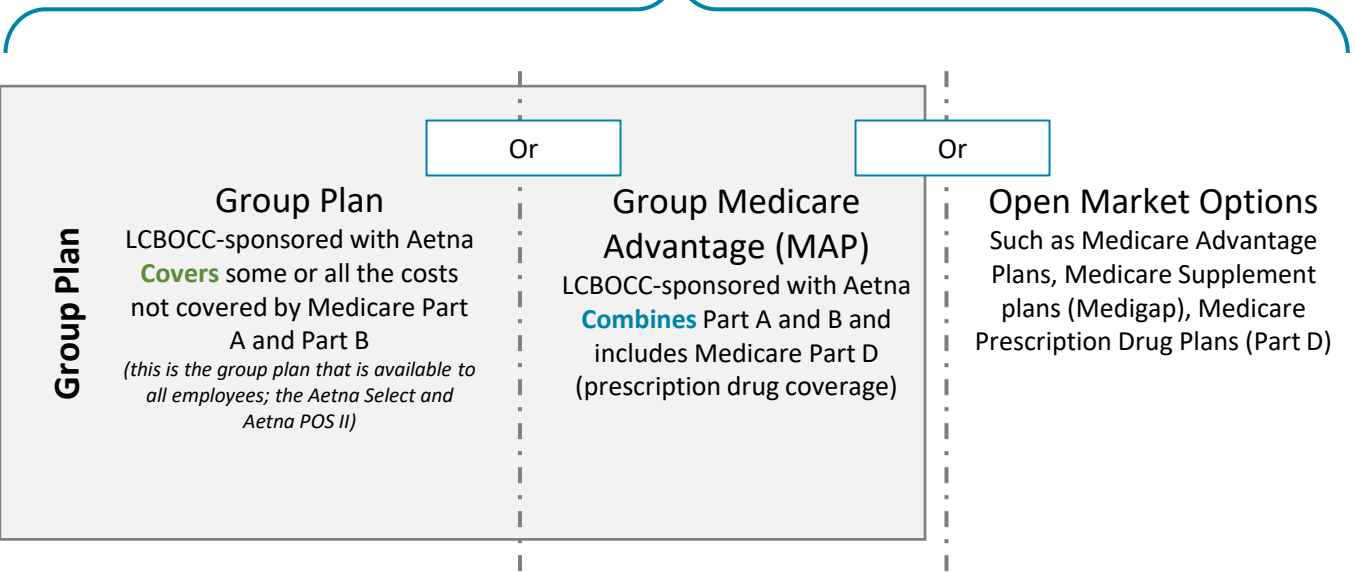 Or
Or
Group Plan
Group Plan
LCBOCC-sponsored with Aetna
Covers some or all the costs
not covered by Medicare Part
A and Part B
(this is the group plan that is available to
all employees; the Aetna Select and
Aetna POS II)
Group Medicare
Advantage (MAP)
LCBOCC-sponsored with Aetna
Combines Part A and B and
includes Medicare Part D
(prescription drug coverage)
Open Market Options
Such as Medicare Advantage
Plans, Medicare Supplement
plans (Medigap), Medicare
Prescription Drug Plans (Part D)